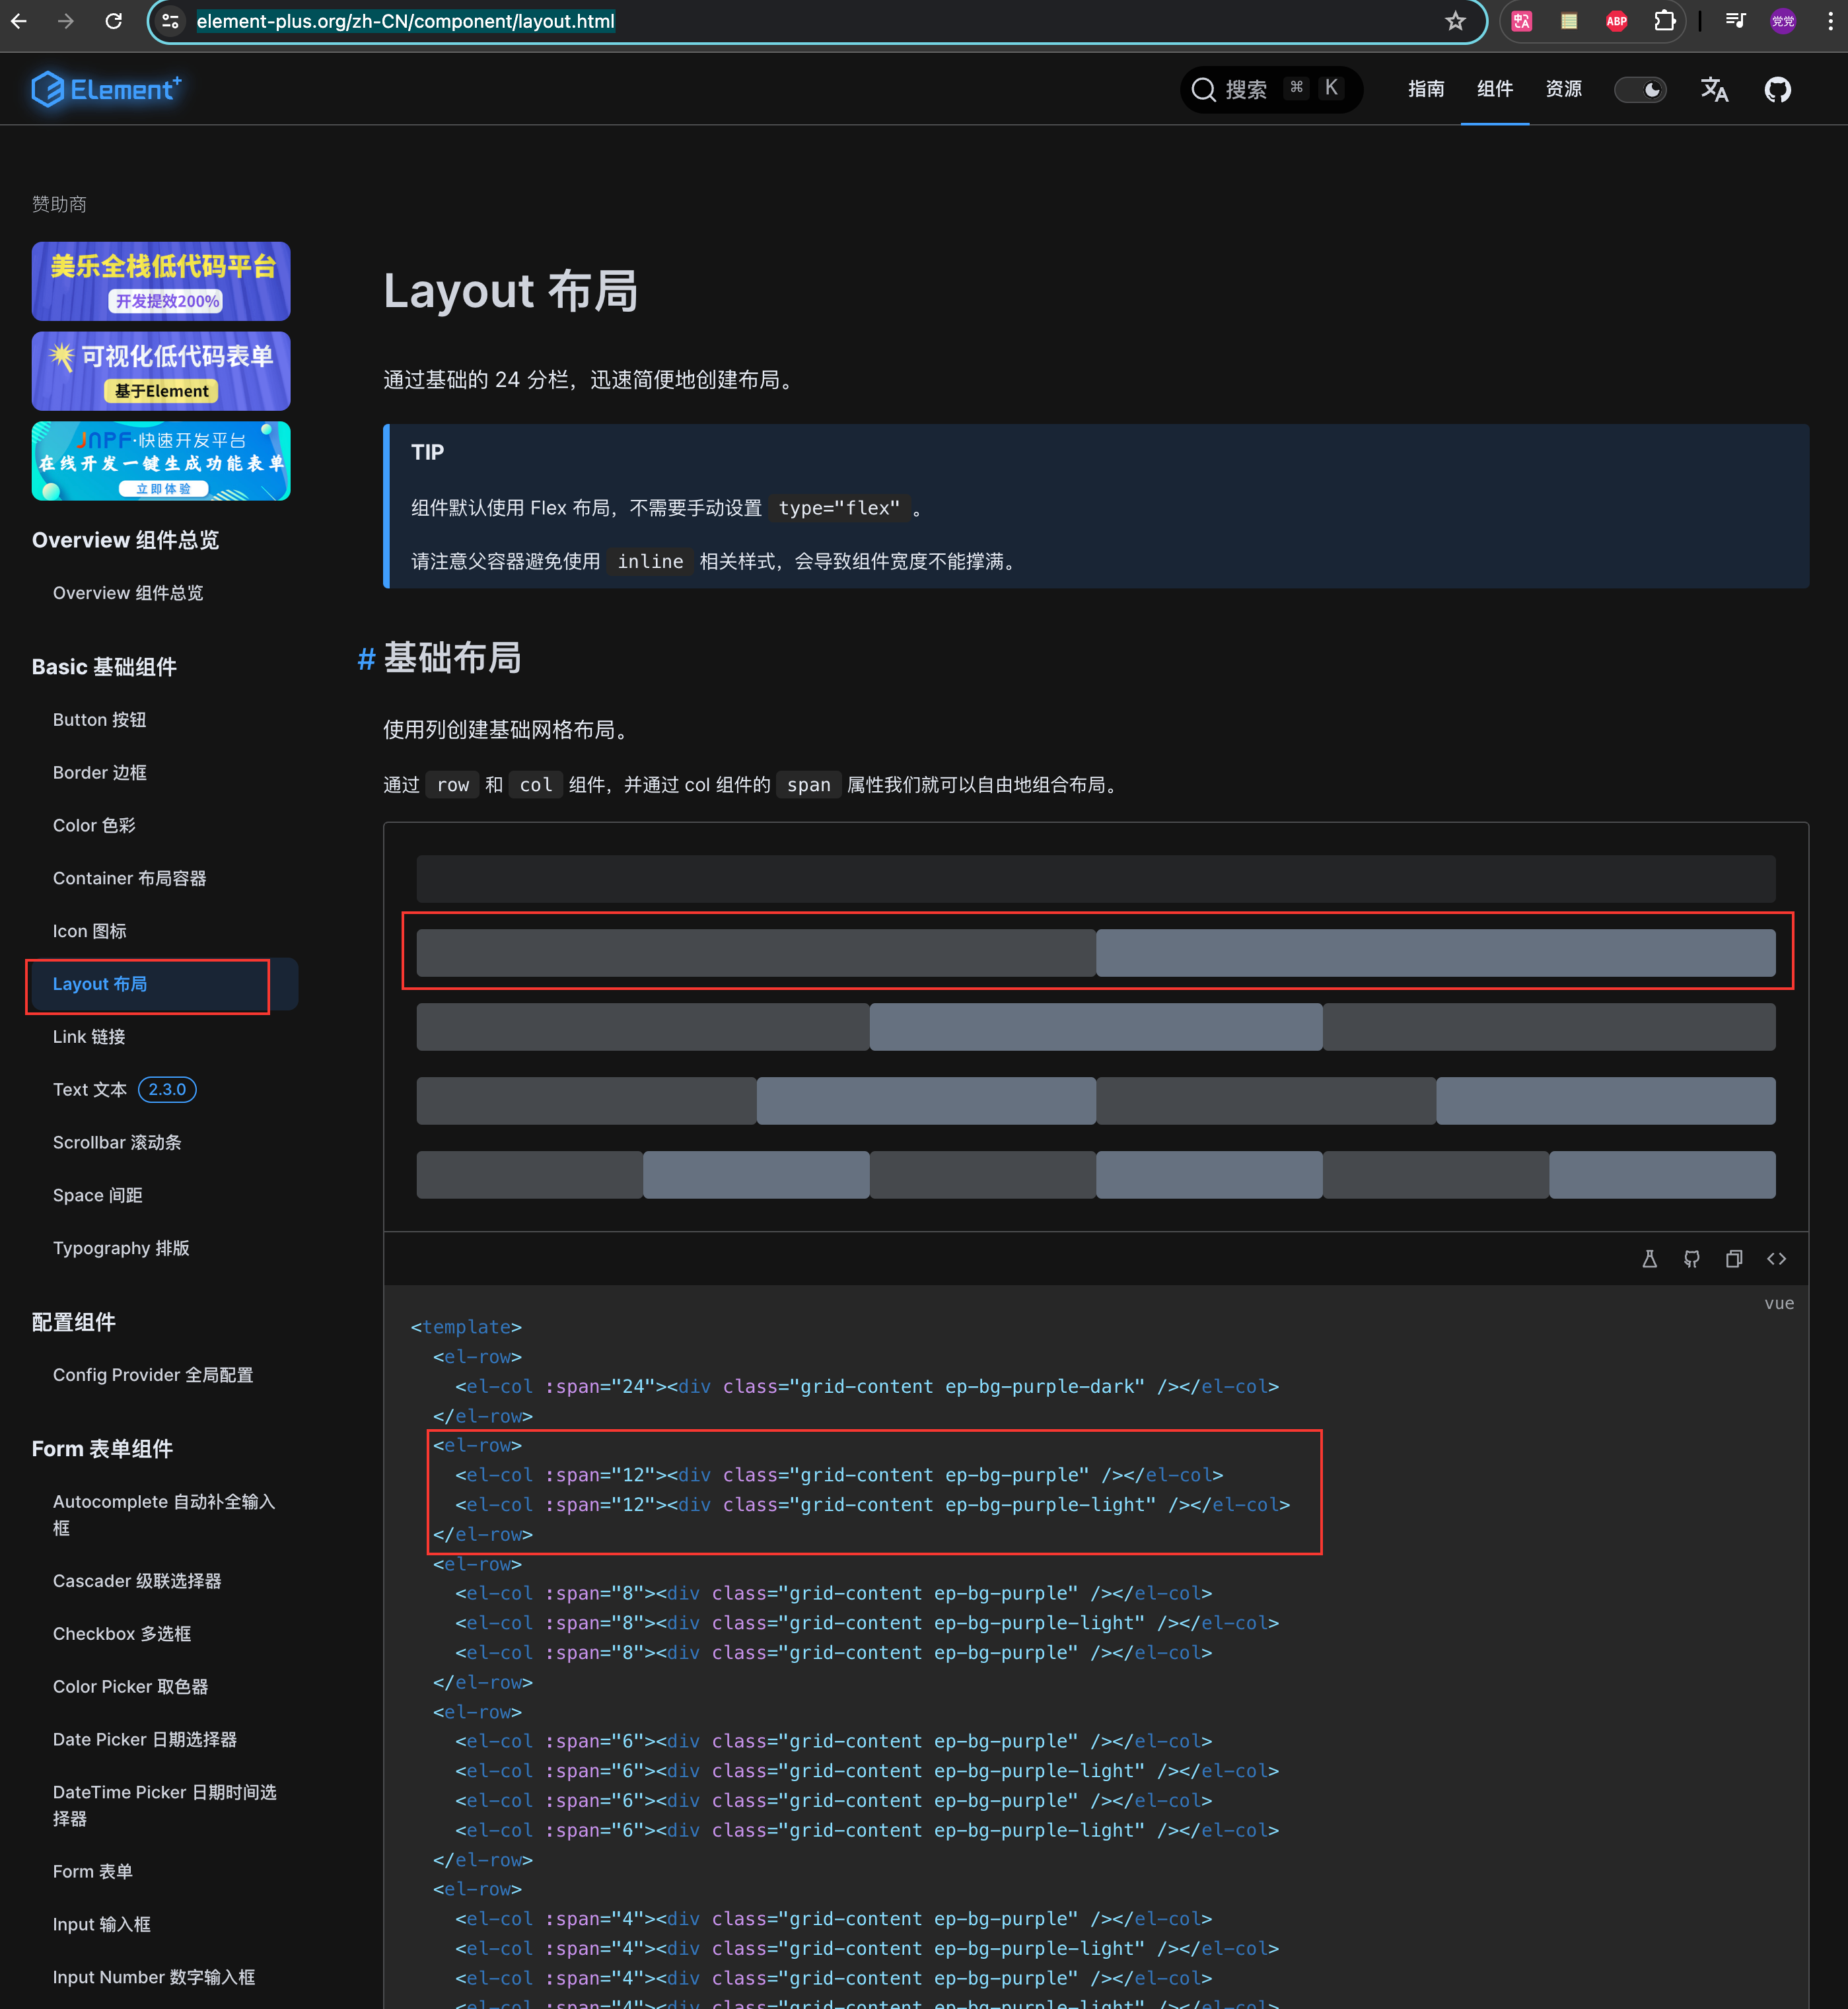 element-plus.org/zh-CN/component/layout.html
ABP
党党
Element+
搜索 ⌘ K
指南 组件 资源
赞助商
美乐全栈低代码平台
开发提效200%
可视化低代码表单
基于Element
JNPF·快速开发平台
在线开发一键生成功能表单
立即体验
Overview 组件总览
Overview 组件总览
Basic 基础组件
Button 按钮
Border 边框
Color 色彩
Container 布局容器
Icon 图标
Layout 布局
Link 链接
Text 文本 2.3.0
Scrollbar 滚动条
Space 间距
Typography 排版
配置组件
Config Provider 全局配置
Form 表单组件
Autocomplete 自动补全输入
框
Cascader 级联选择器
Checkbox 多选框
Color Picker 取色器
Date Picker 日期选择器
DateTime Picker 日期时间选
择器
Form 表单
Input 输入框
Input Number 数字输入框
Layout 布局
通过基础的 24 分栏，迅速简便地创建布局。
TIP
组件默认使用 Flex 布局，不需要手动设置 type="flex" 。
请注意父容器避免使用 inline 相关样式，会导致组件宽度不能撑满。
# 基础布局
使用列创建基础网格布局。
通过 row 和 col 组件，并通过 col 组件的 span 属性我们就可以自由地组合布局。
vue
<template>
<el-row>
<el-col :span="24"><div class="grid-content ep-bg-purple-dark" /></el-col>
</el-row>
<el-row>
<el-col :span="12"><div class="grid-content ep-bg-purple" /></el-col>
<el-col :span="12"><div class="grid-content ep-bg-purple-light" /></el-col>
</el-row>
<el-row>
<el-col :span="8"><div class="grid-content ep-bg-purple" /></el-col>
<el-col :span="8"><div class="grid-content ep-bg-purple-light" /></el-col>
<el-col :span="8"><div class="grid-content ep-bg-purple" /></el-col>
</el-row>
<el-row>
<el-col :span="6"><div class="grid-content ep-bg-purple" /></el-col>
<el-col :span="6"><div class="grid-content ep-bg-purple-light" /></el-col>
<el-col :span="6"><div class="grid-content ep-bg-purple" /></el-col>
<el-col :span="6"><div class="grid-content ep-bg-purple-light" /></el-col>
</el-row>
<el-row>
<el-col :span="4"><div class="grid-content ep-bg-purple" /></el-col>
<el-col :span="4"><div class="grid-content ep-bg-purple-light" /></el-col>
<el-col :span="4"><div class="grid-content ep-bg-purple" /></el-col>
<el-col :span="4"><div class="grid-content ep-bg-purple-light" /></el-col>